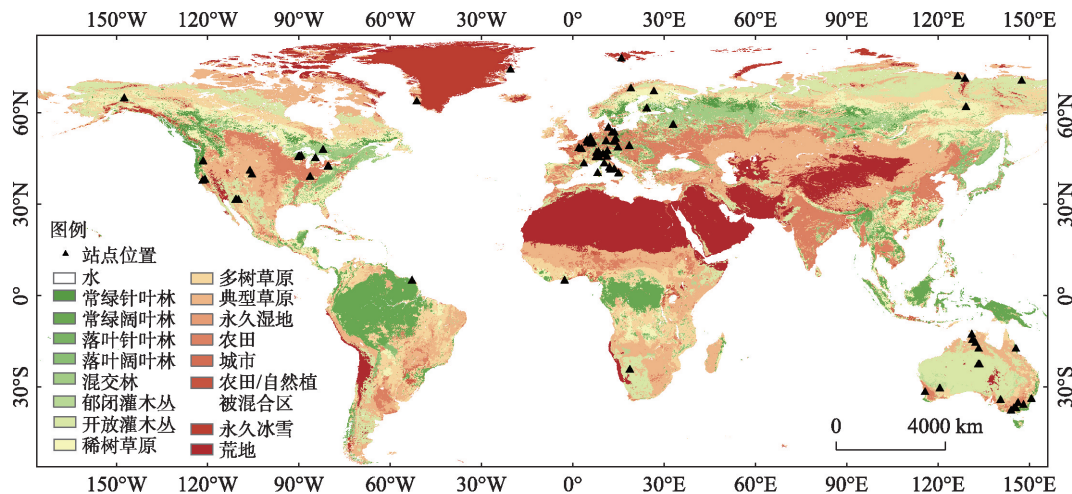 150°W 120°W 90°W 60°W 30°W 0° 30°E 60°E 90°E 120°E 150°E
60°N 60°N
30°N 30°N
0° 0°
30°S 30°S
图例
站点位置
水
常绿针叶林
常绿阔叶林
落叶针叶林
落叶阔叶林
混交林
郁闭灌木丛
开放灌木丛
稀树草原
多树草原
典型草原
永久湿地
农田
城市
农田/自然植
被混合区
永久冰雪
荒地
0 4000 km
150°W 120°W 90°W 60°W 30°W 0° 30°E 60°E 90°E 120°E 150°E